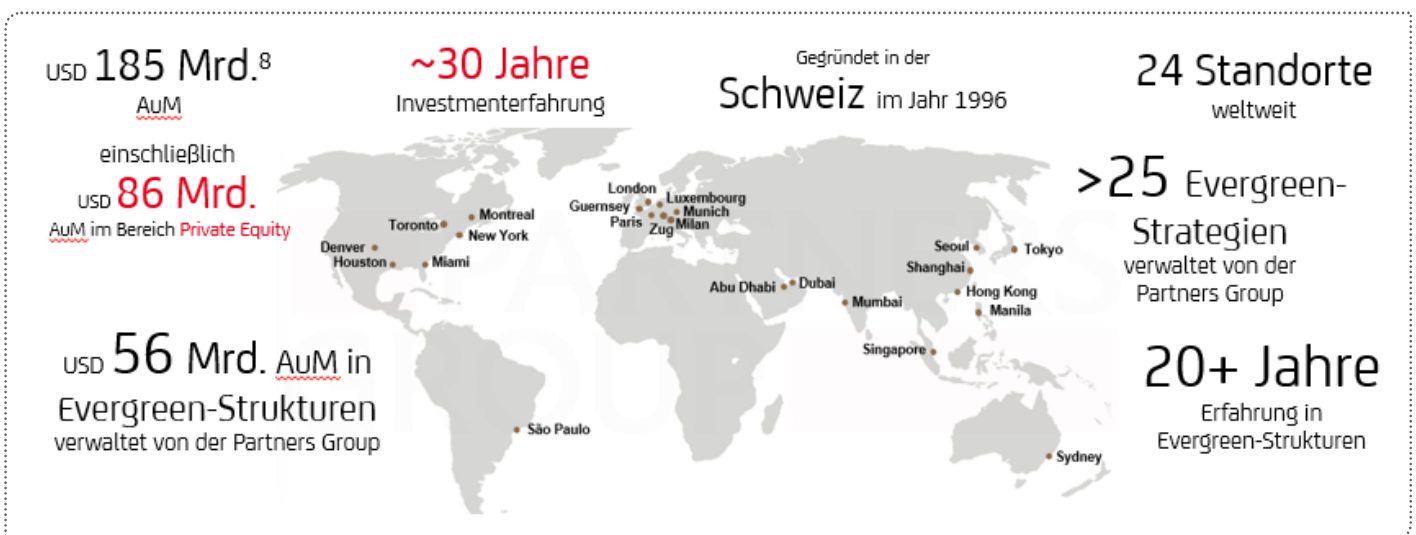 USD 185 Mrd.⁸
AuM
einschließlich
USD 86 Mrd.
AuM im Bereich Private Equity
~30 Jahre
Investmenterfahrung
Gegründet in der
Schweiz im Jahr 1996
24 Standorte
weltweit
>25 Evergreen-
Strategien
verwaltet von der
Partners Group
USD 56 Mrd. AuM in
Evergreen-Strukturen
verwaltet von der Partners Group
20+ Jahre
Erfahrung in
Evergreen-Strukturen
Toronto
Montreal
New York
Denver
Houston
Miami
São Paulo
London
Luxembourg
Guernsey
Munich
Paris
Zug
Milan
Abu Dhabi
Dubai
Mumbai
Seoul
Tokyo
Shanghai
Hong Kong
Manila
Singapore
Sydney
PARTNERS
GROUP